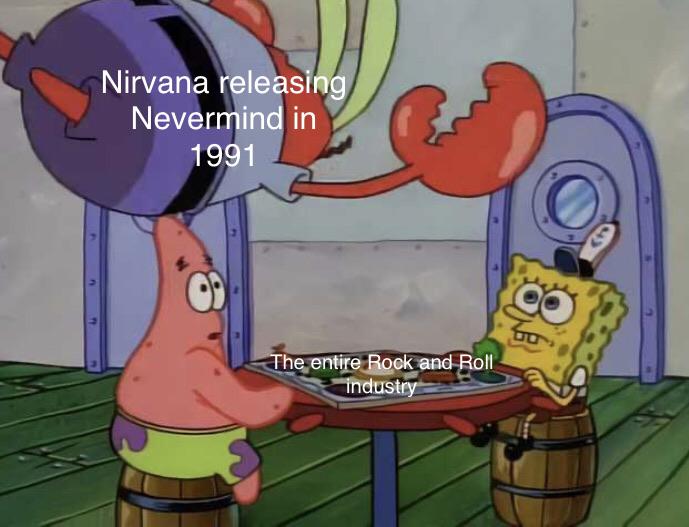 Nirvana releasing
Nevermind in
1991
The entire Rock and Roll
industry